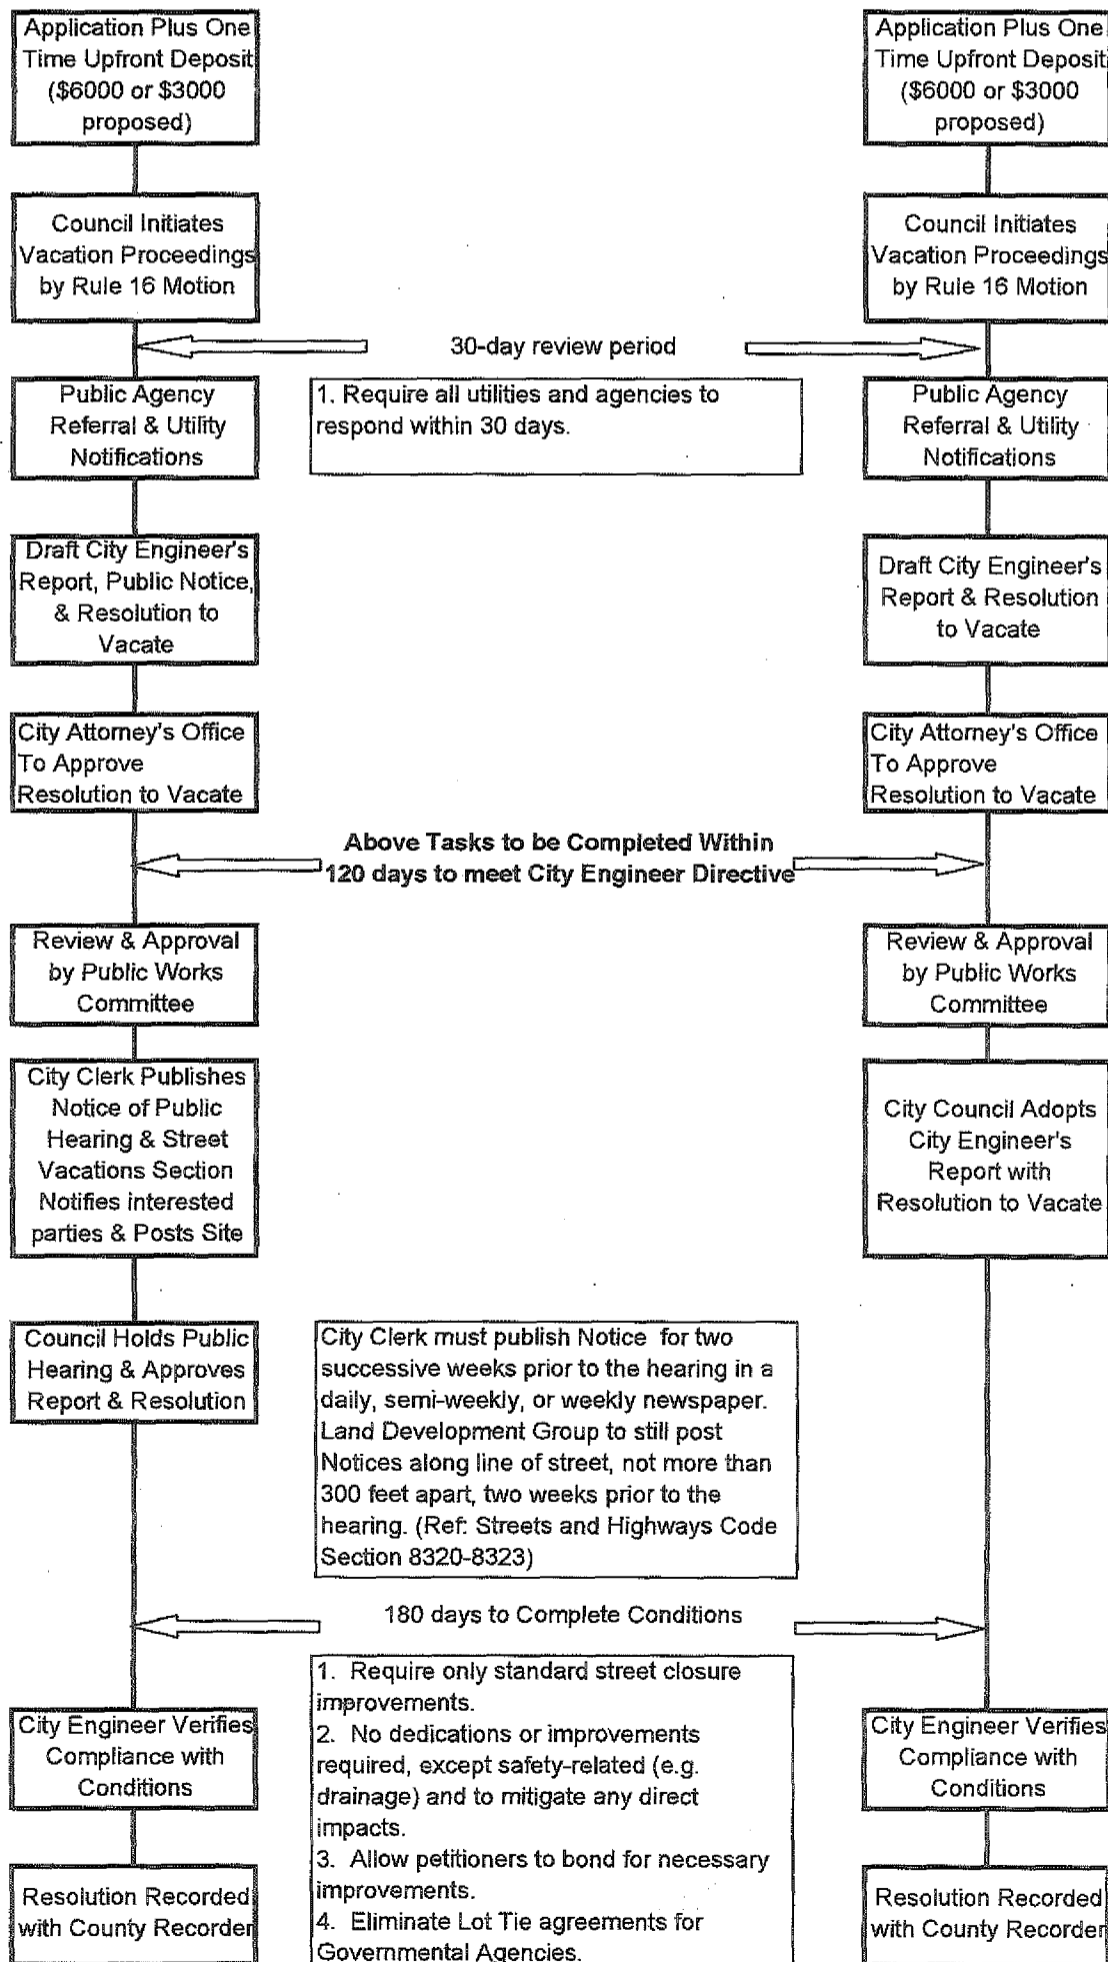 Application Plus One
Time Upfront Deposit
($6000 or $3000
proposed)
Application Plus One
Time Upfront Deposit
($6000 or $3000
proposed)
Council Initiates
Vacation Proceedings
by Rule 16 Motion
Council Initiates
Vacation Proceedings
by Rule 16 Motion
30-day review period
Public Agency
Referral & Utility
Notifications
1. Require all utilities and agencies to
respond within 30 days.
Public Agency
Referral & Utility
Notifications
Draft City Engineer's
Report, Public Notice,
& Resolution to
Vacate
Draft City Engineer's
Report & Resolution
to Vacate
City Attorney's Office
To Approve
Resolution to Vacate
City Attorney's Office
To Approve
Resolution to Vacate
Above Tasks to be Completed Within
120 days to meet City Engineer Directive
Review & Approval
by Public Works
Committee
Review & Approval
by Public Works
Committee
City Clerk Publishes
Notice of Public
Hearing & Street
Vacations Section
Notifies interested
parties & Posts Site
City Council Adopts
City Engineer's
Report with
Resolution to Vacate
Council Holds Public
Hearing & Approves
Report & Resolution
City Clerk must publish Notice for two
successive weeks prior to the hearing in a
daily, semi-weekly, or weekly newspaper.
Land Development Group to still post
Notices along line of street, not more than
300 feet apart, two weeks prior to the
hearing. (Ref: Streets and Highways Code
Section 8320-8323)
180 days to Complete Conditions
City Engineer Verifies
Compliance with
Conditions
1. Require only standard street closure
improvements.
2. No dedications or improvements
required, except safety-related (e.g.
drainage) and to mitigate any direct
impacts.
3. Allow petitioners to bond for necessary
improvements.
4. Eliminate Lot Tie agreements for
Governmental Agencies.
City Engineer Verifies
Compliance with
Conditions
Resolution Recorded
with County Recorder
Resolution Recorded
with County Recorder